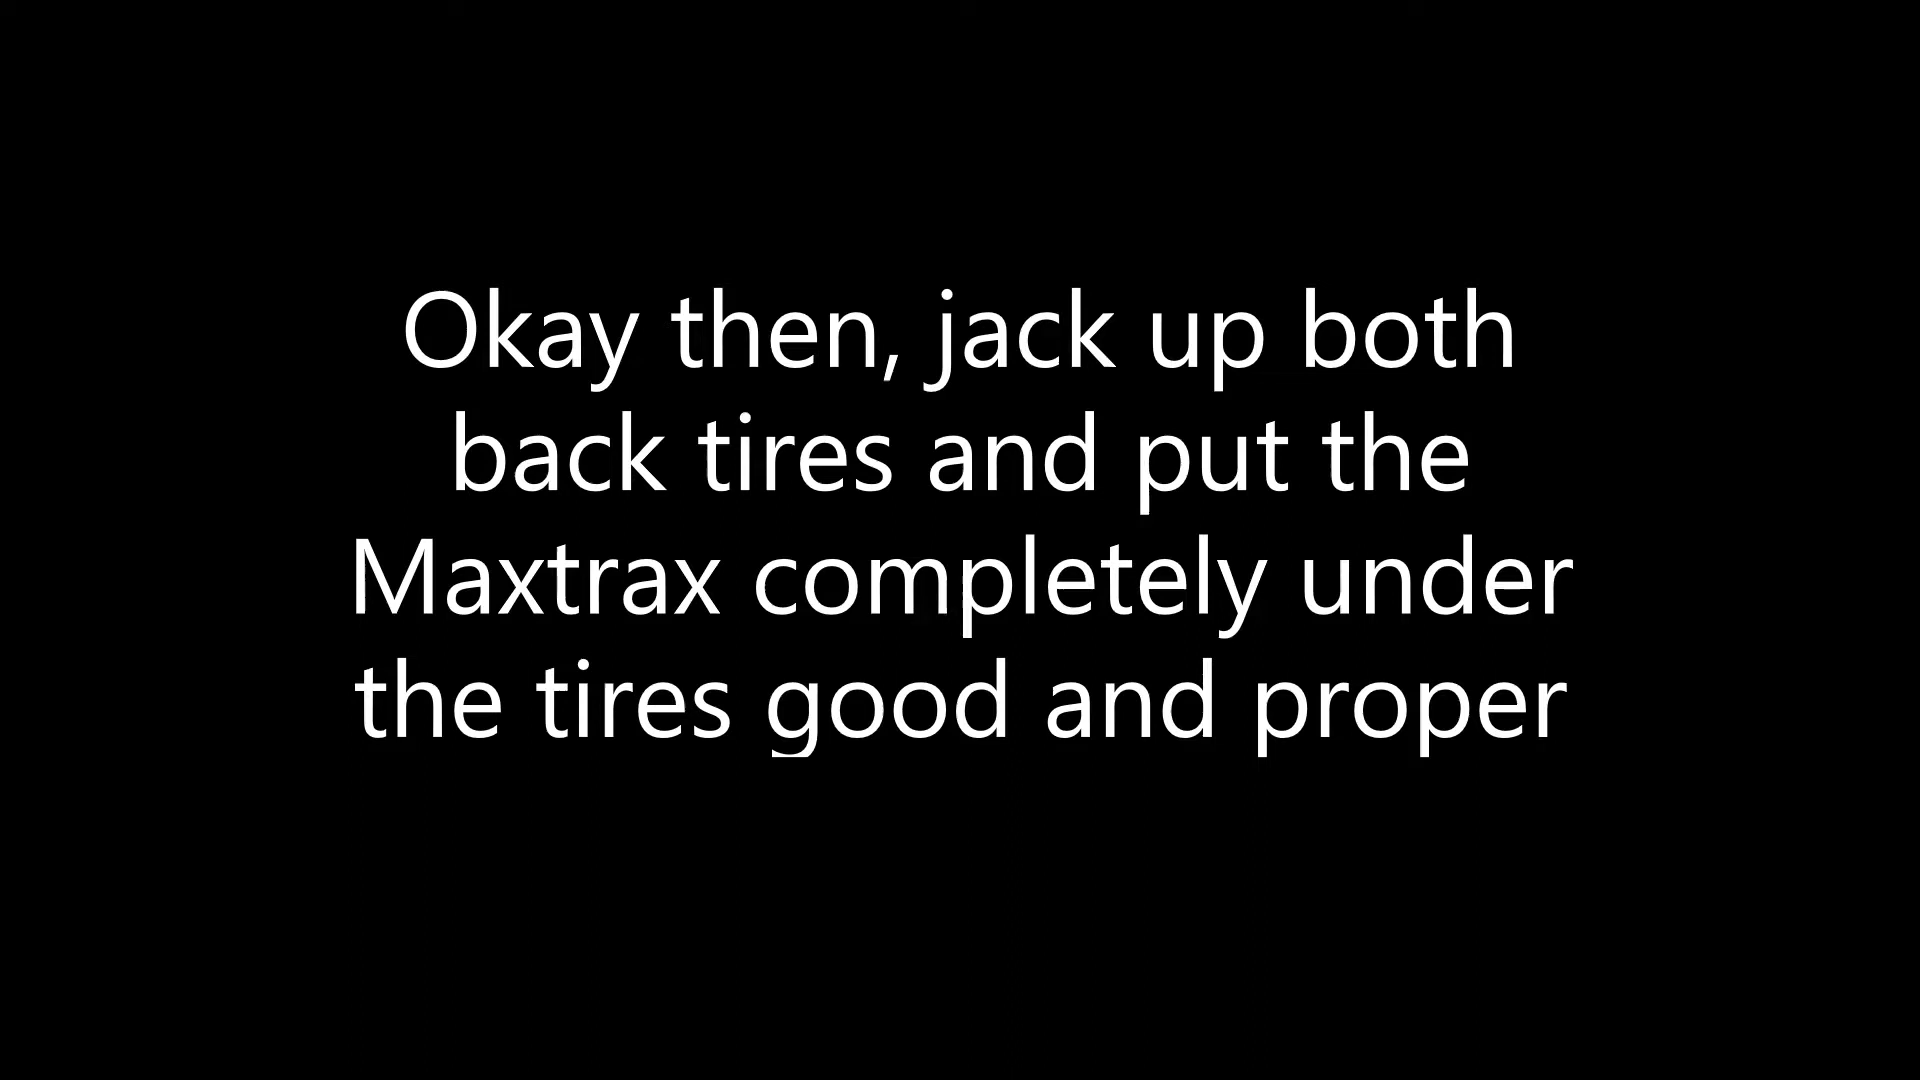 Okay then, jack up both
back tires and put the
Maxtrax completely under
the tires good and proper